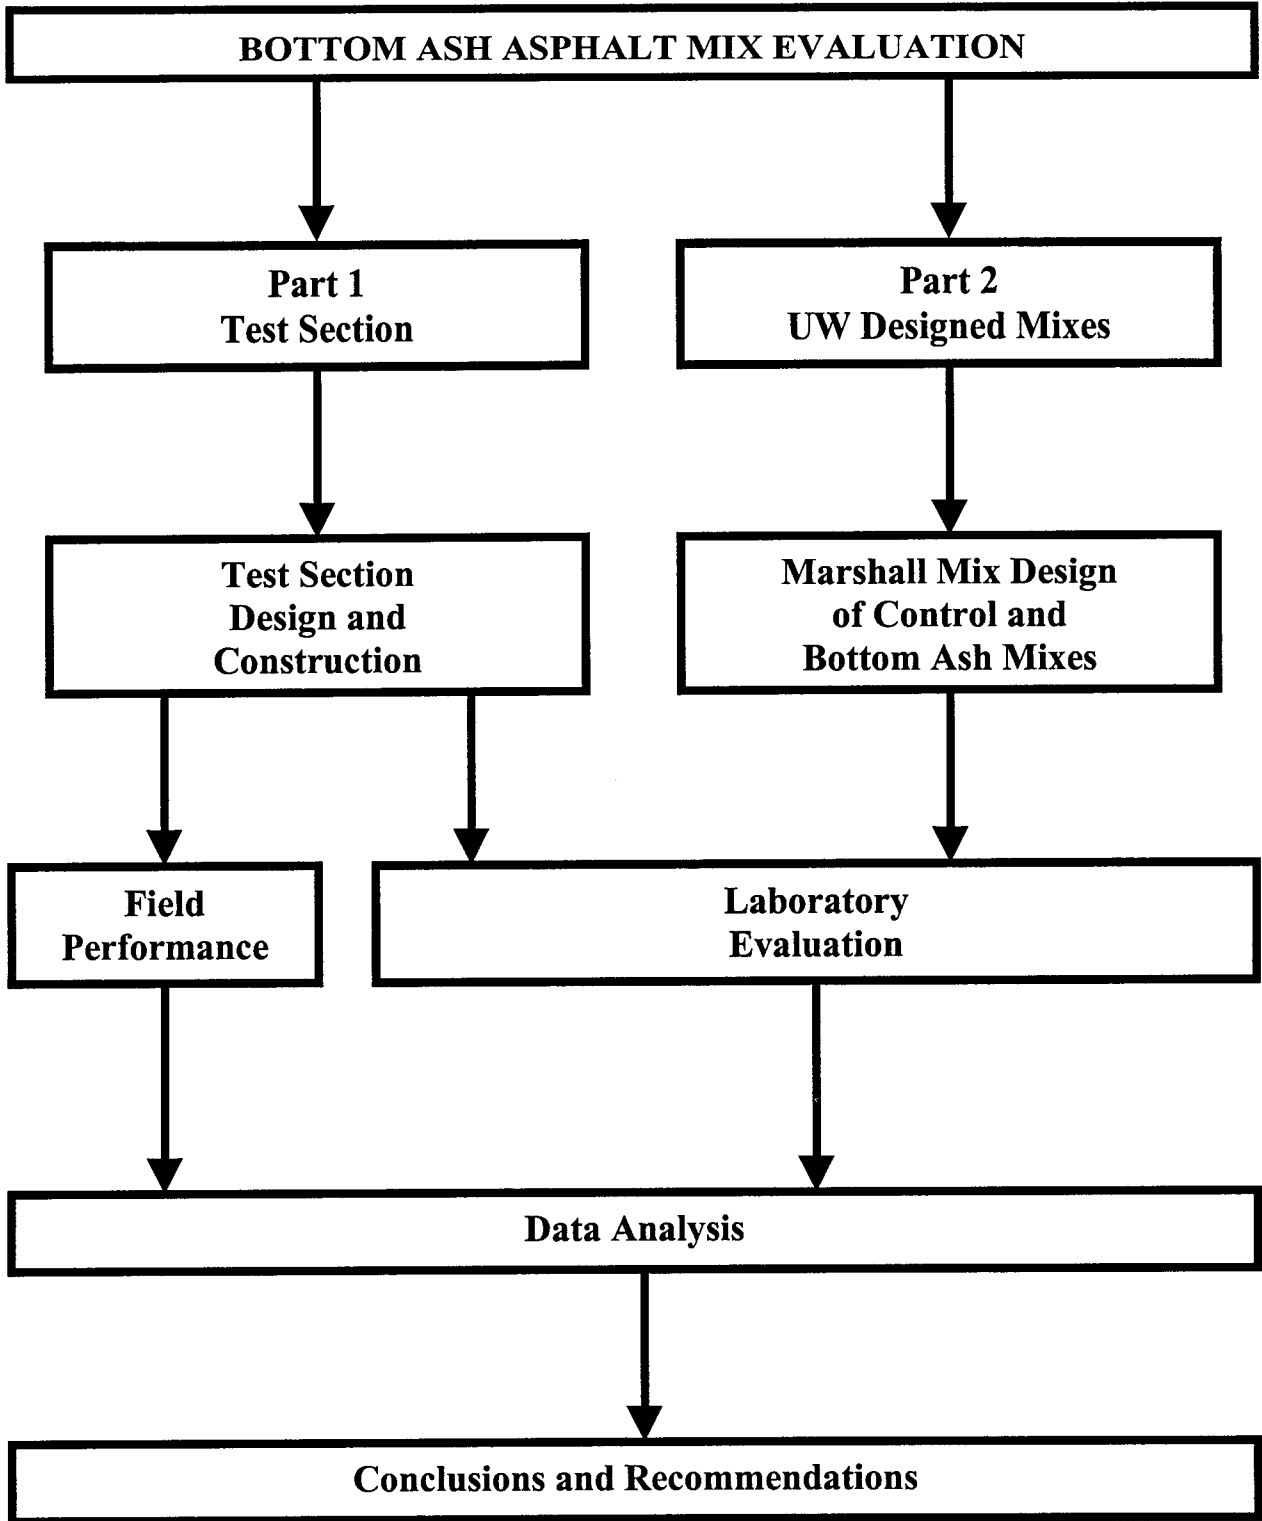 BOTTOM ASH ASPHALT MIX EVALUATION
Part 1
Test Section
Part 2
UW Designed Mixes
Test Section
Design and
Construction
Marshall Mix Design
of Control and
Bottom Ash Mixes
Field
Performance
Laboratory
Evaluation
Data Analysis
Conclusions and Recommendations